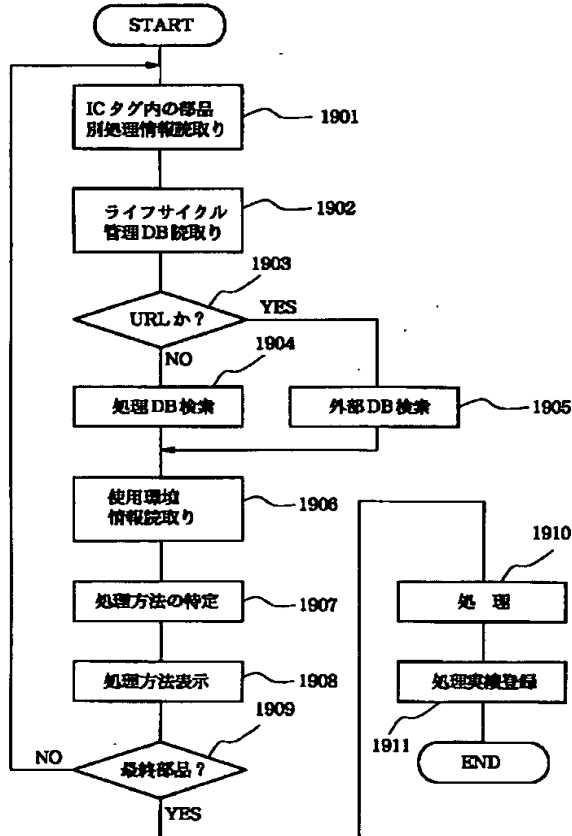 START
ICタグ内の部品
別処理情報読取り
1901
ライフサイクル
管理DB読取り
1902
1903
URLか？
YES
NO
1904
処理DB検索
外部DB検索
1905
使用環境
情報読取り
1906
処理方法の特定
1907
処理方法表示
1908
1909
最終部品？
NO
YES
1910
処 理
処理実績登録
1911
END